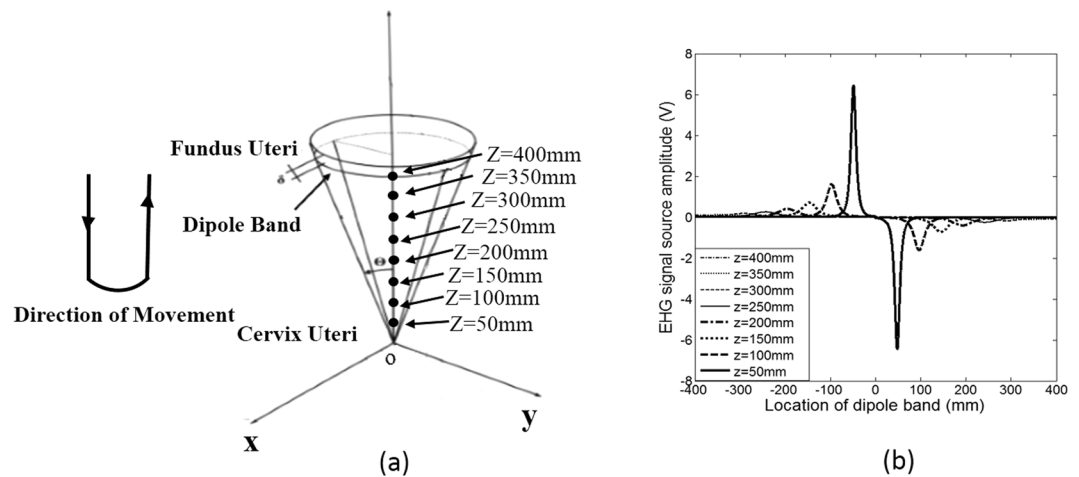 Fundus Uteri
δ
Dipole Band
Direction of Movement
Cervix Uteri
Z=400mm
Z=350mm
Z=300mm
Z=250mm
Z=200mm
Z=150mm
Z=100mm
Z=50mm
Θ
O
x
y
(a)
EHG signal source amplitude (V)
8
6
4
2
0
-2
-4
-6
-8
z=400mm
z=350mm
z=300mm
z=250mm
z=200mm
z=150mm
z=100mm
z=50mm
-400 -300 -200 -100 0 100 200 300 400
Location of dipole band (mm)
(b)